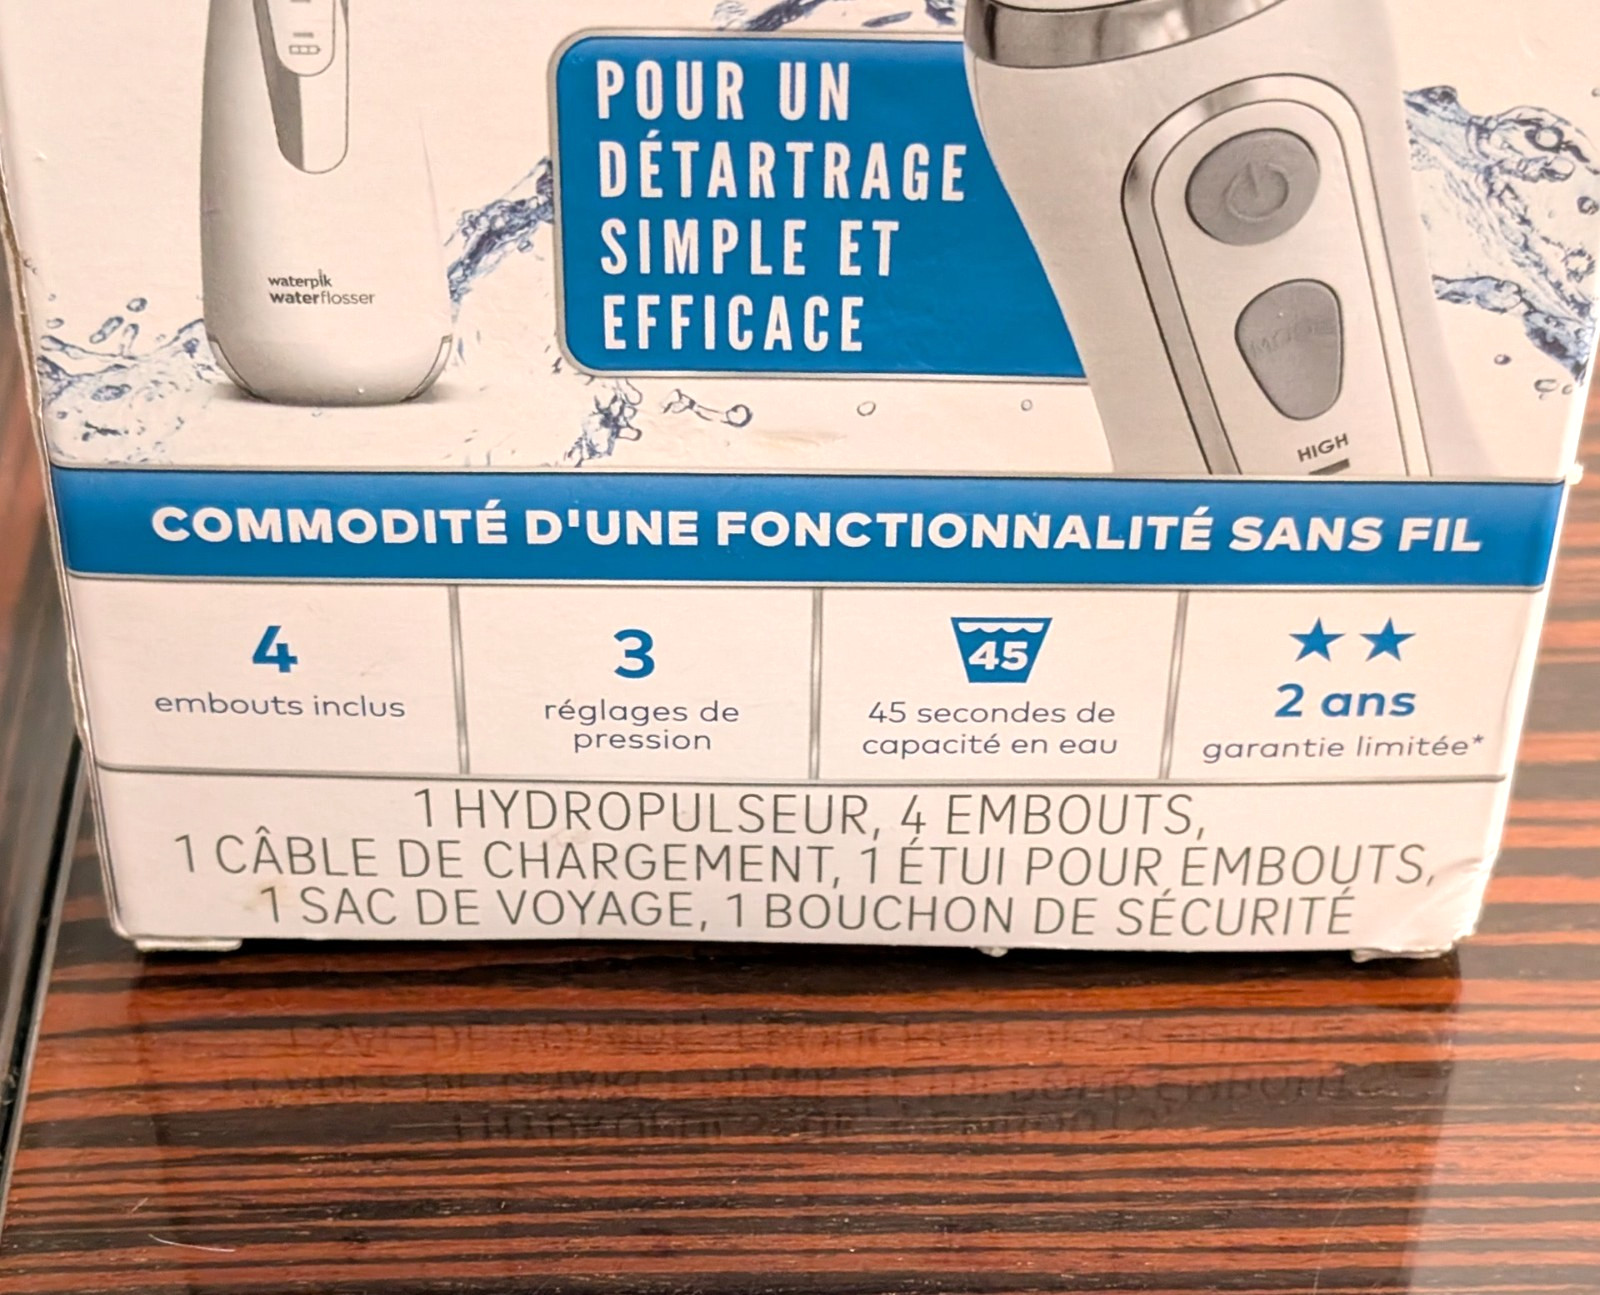 POUR UN
DÉTARTRAGE
SIMPLE ET
EFFICACE
waterpik
waterflosser
MODE
HIGH
COMMODITÉ D'UNE FONCTIONNALITÉ SANS FIL
4
embouts inclus
3
réglages de
pression
45
45 secondes de
capacité en eau
2 ans
garantie limitée*
1 HYDROPULSEUR, 4 EMBOUTS,
1 CÂBLE DE CHARGEMENT, 1 ÉTUI POUR EMBOUTS,
1 SAC DE VOYAGE, 1 BOUCHON DE SÉCURITÉ